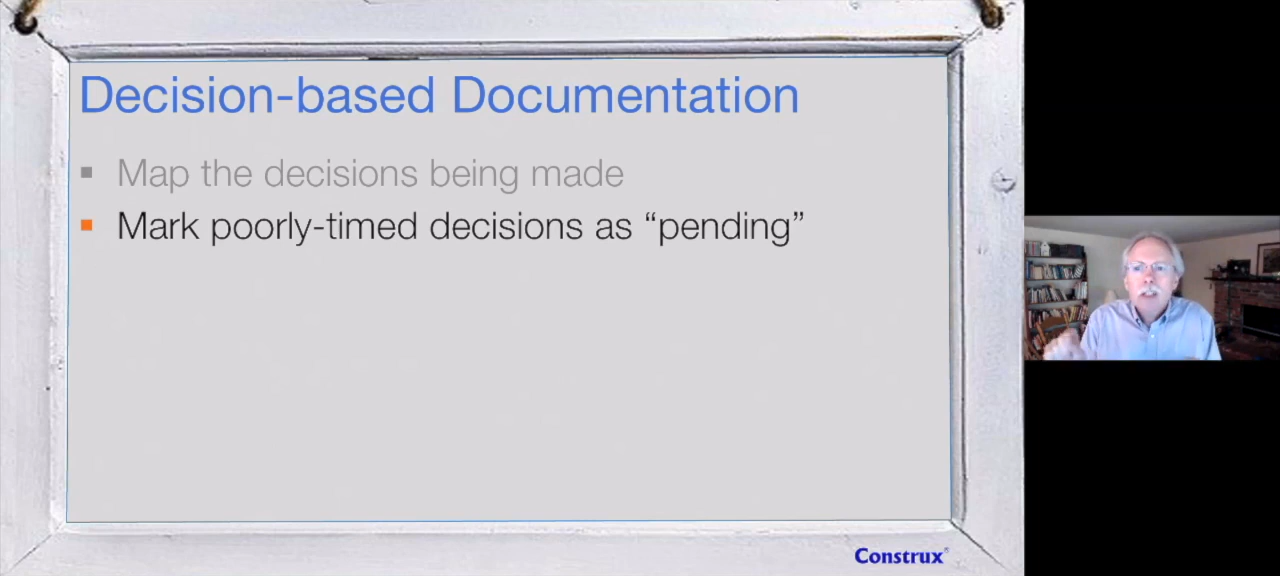 Decision-based Documentation
▪ Map the decisions being made
▪ Mark poorly-timed decisions as “pending”
Construx®